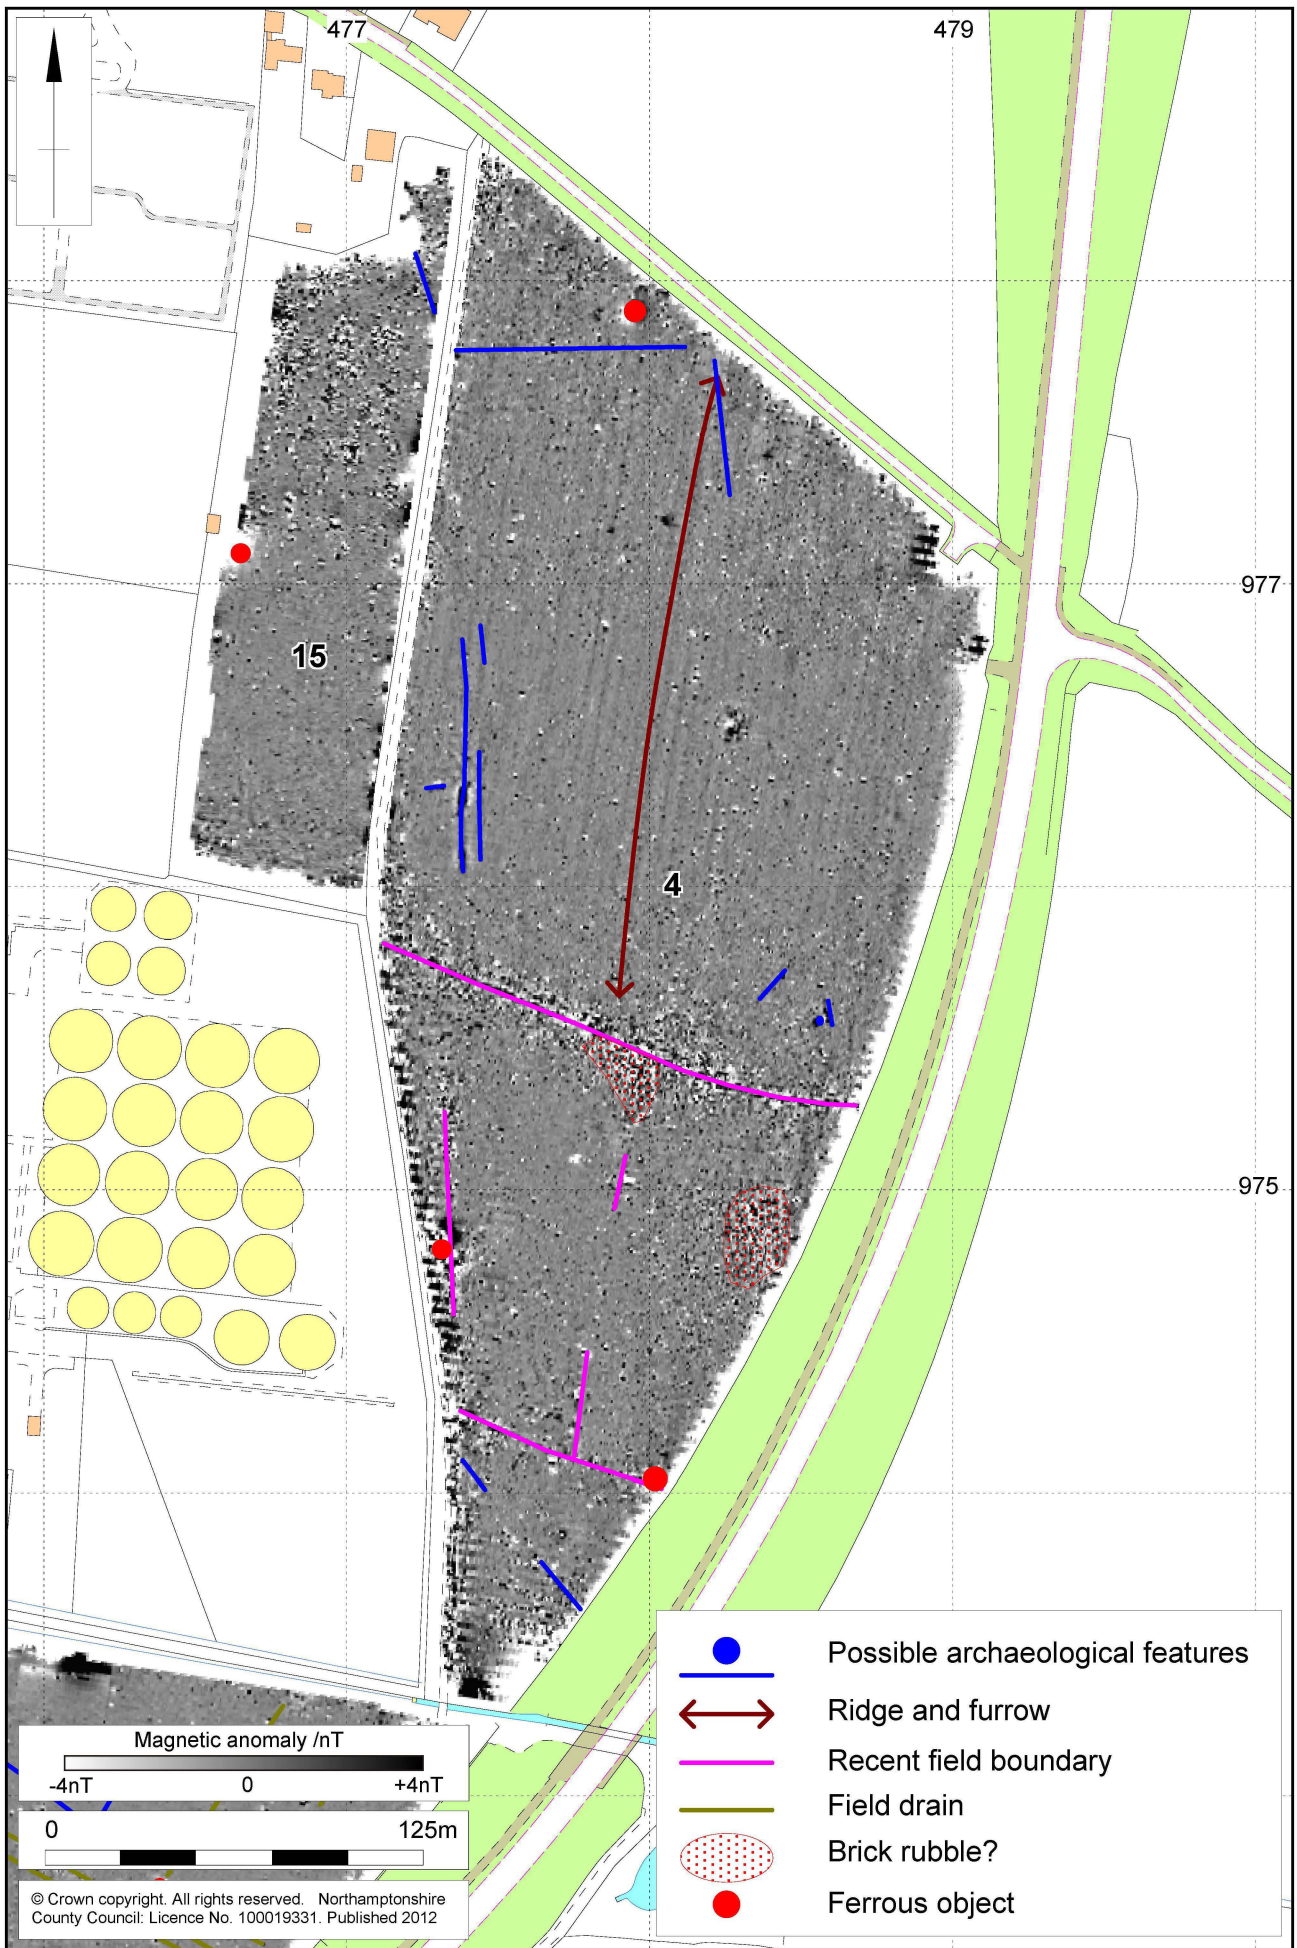 477
479
977
15
4
975
Possible archaeological features
Ridge and furrow
Recent field boundary
Field drain
Brick rubble?
Ferrous object
Magnetic anomaly /nT
-4nT 0 +4nT
0 125m
© Crown copyright. All rights reserved. Northamptonshire
County Council: Licence No. 100019331. Published 2012